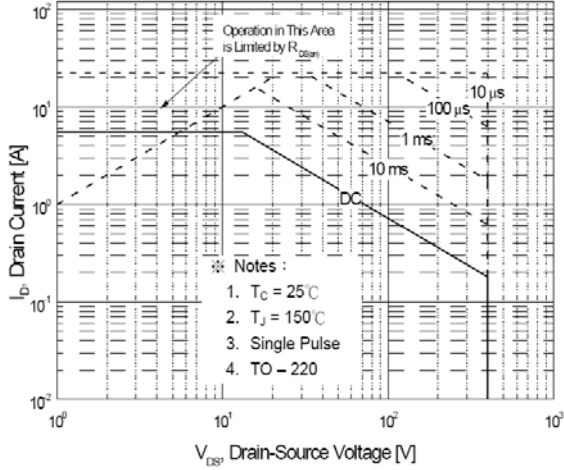 10²
Operation in This Area
is Limited by R DS(on)
10 µs
100 µs
10¹
1 ms
10 ms
DC
10⁰
※ Notes :
1. T_C = 25℃
2. T_J = 150℃
3. Single Pulse
4. TO – 220
10⁻¹
10⁻²
10⁰
10¹
10²
10³
I_D, Drain Current [A]
V_DS, Drain-Source Voltage [V]